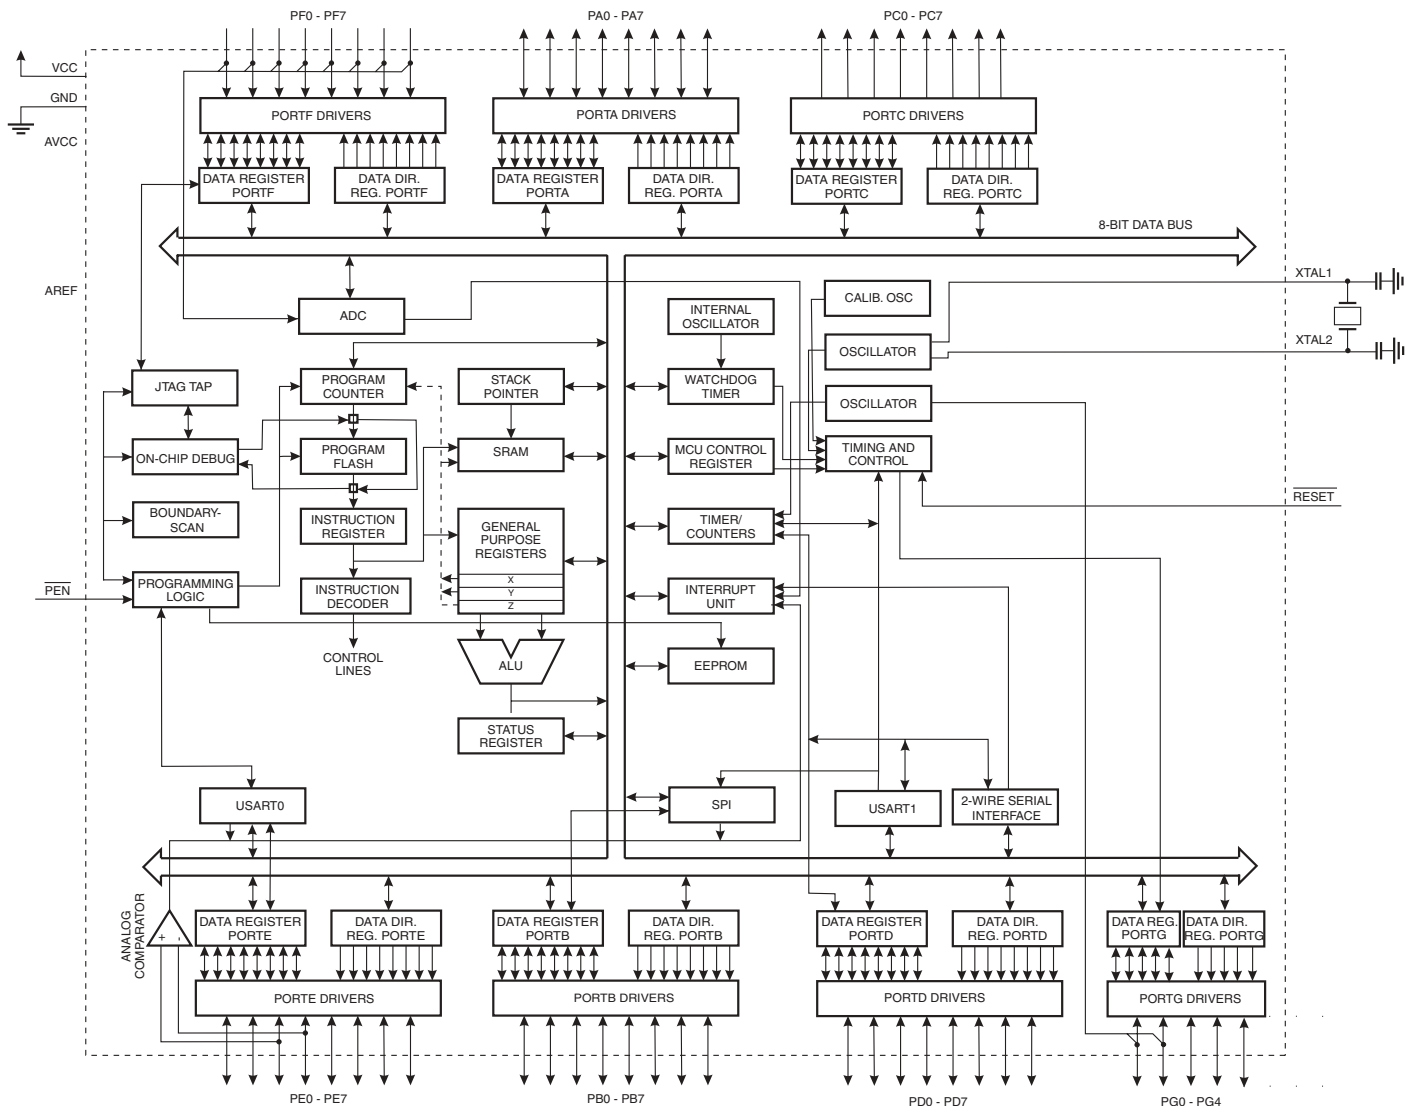 PF0 - PF7
PA0 - PA7
PC0 - PC7
VCC
GND
AVCC
PORTF DRIVERS
PORTA DRIVERS
PORTC DRIVERS
DATA REGISTER
PORTF
DATA DIR.
REG. PORTF
DATA REGISTER
PORTA
DATA DIR.
REG. PORTA
DATA REGISTER
PORTC
DATA DIR.
REG. PORTC
8-BIT DATA BUS
AREF
XTAL1
XTAL2
ADC
INTERNAL
OSCILLATOR
CALIB. OSC
OSCILLATOR
JTAG TAP
PROGRAM
COUNTER
STACK
POINTER
WATCHDOG
TIMER
OSCILLATOR
ON-CHIP DEBUG
PROGRAM
FLASH
SRAM
MCU CONTROL
REGISTER
TIMING AND
CONTROL
BOUNDARY-
SCAN
INSTRUCTION
REGISTER
GENERAL
PURPOSE
REGISTERS
X
Y
Z
TIMER/
COUNTERS
RESET
PEN
PROGRAMMING
LOGIC
INSTRUCTION
DECODER
INTERRUPT
UNIT
CONTROL
LINES
ALU
EEPROM
STATUS
REGISTER
USART0
SPI
USART1
2-WIRE SERIAL
INTERFACE
ANALOG
COMPARATOR
+
-
DATA REGISTER
PORTE
DATA DIR.
REG. PORTE
DATA REGISTER
PORTB
DATA DIR.
REG. PORTB
DATA REGISTER
PORTD
DATA DIR.
REG. PORTD
DATA REG.
PORTG
DATA DIR.
REG. PORTG
PORTE DRIVERS
PORTB DRIVERS
PORTD DRIVERS
PORTG DRIVERS
PE0 - PE7
PB0 - PB7
PD0 - PD7
PG0 - PG4